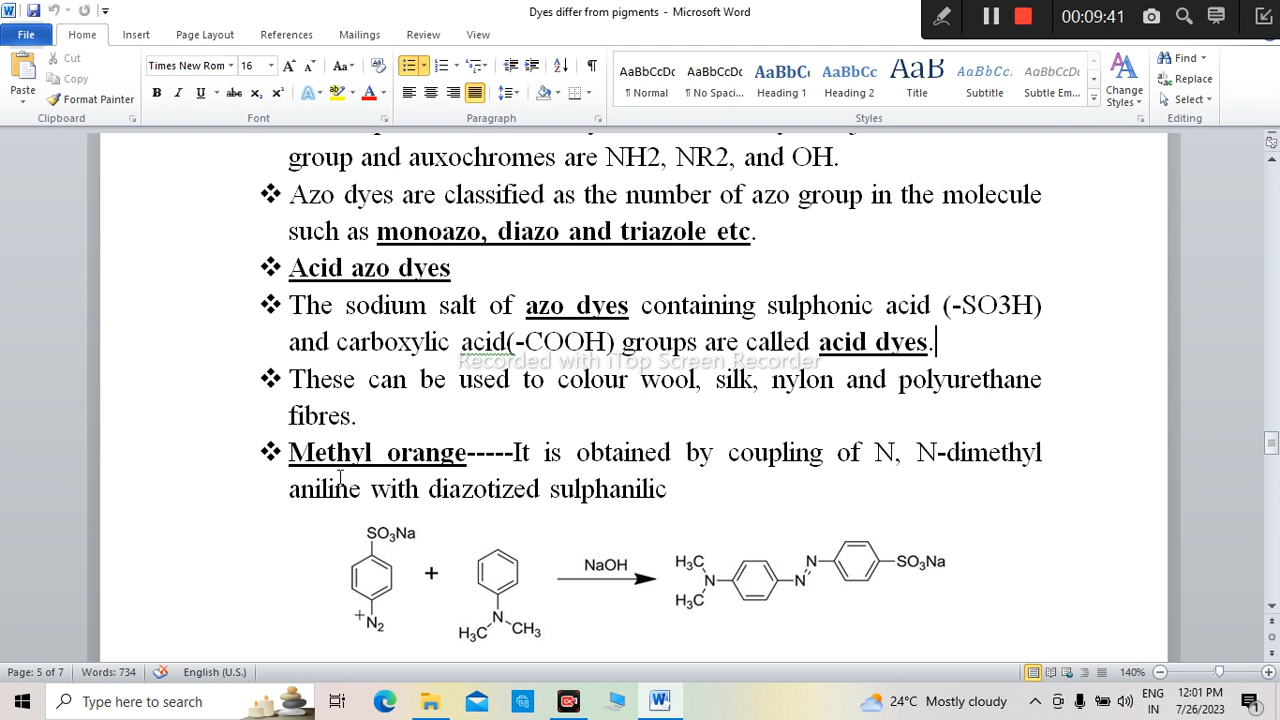 Dyes differ from pigments - Microsoft Word
00:09:41
File Home Insert Page Layout References Mailings Review View
Cut
Copy
Paste
Format Painter
Clipboard
Times New Rom 16
B I U abc x₂ x² A A
Font
Paragraph
AaBbCcDc AaBbCcDc AaBbCc AaBbCc AaB AaBbCcL AaBbCcDc
¶ Normal ¶ No Spaci... Heading 1 Heading 2 Title Subtitle Subtle Em...
Styles
Change Styles
Find
Replace
Select
Editing
group and auxochromes are NH2, NR2, and OH.
❖ Azo dyes are classified as the number of azo group in the molecule
such as monoazo, diazo and triazole etc.
❖ Acid azo dyes
❖ The sodium salt of azo dyes containing sulphonic acid (-SO3H)
and carboxylic acid(-COOH) groups are called acid dyes.
Recorded with iTop Screen Recorder
❖ These can be used to colour wool, silk, nylon and polyurethane
fibres.
❖ Methyl orange-----It is obtained by coupling of N, N-dimethyl
aniline with diazotized sulphanilic
SO₃Na
+N₂
+
N
H₃C CH₃
NaOH
H₃C
H₃C
N
N
N
SO₃Na
Page: 5 of 7 Words: 734 English (U.S.) 140%
Type here to search
24°C Mostly cloudy
ENG
IN
12:01 PM
7/26/2023
1